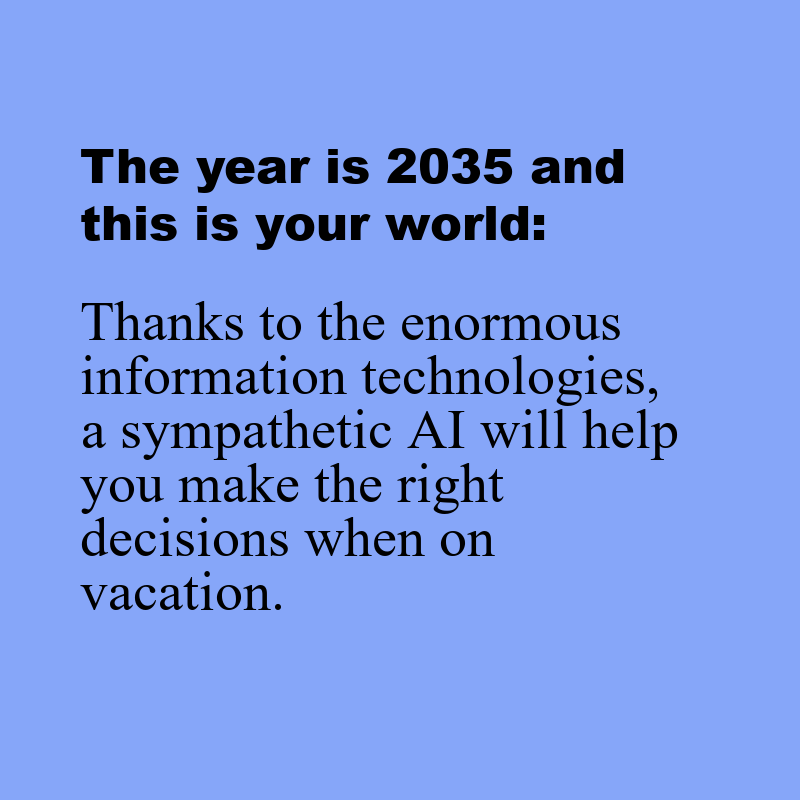 The year is 2035 and
this is your world:
Thanks to the enormous
information technologies,
a sympathetic AI will help
you make the right
decisions when on
vacation.